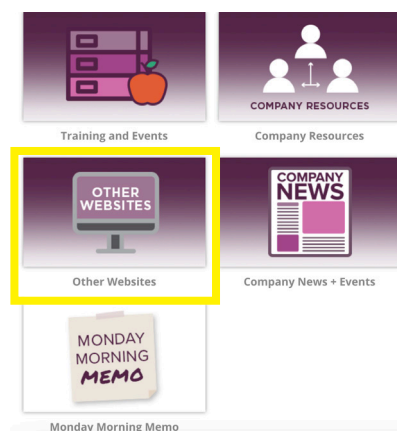 COMPANY RESOURCES
Training and Events
Company Resources
OTHER
WEBSITES
COMPANY
NEWS
Other Websites
Company News + Events
MONDAY
MORNING
MEMO
Monday Morning Memo